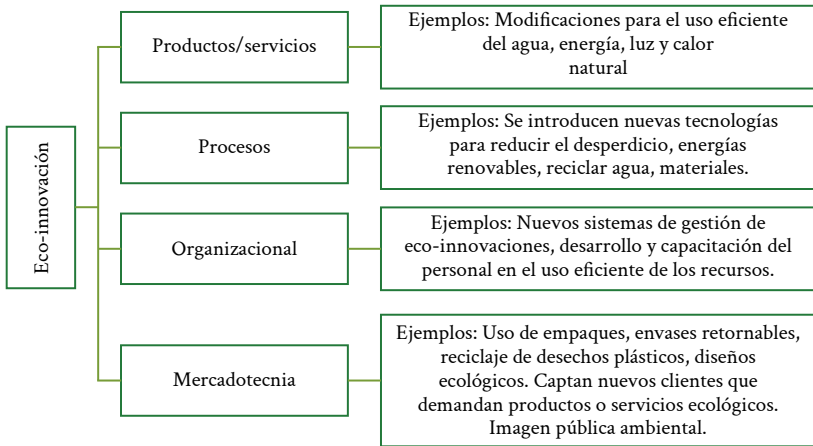 Eco-innovación
Productos/servicios
Ejemplos: Modificaciones para el uso eficiente
del agua, energía, luz y calor
natural
Procesos
Ejemplos: Se introducen nuevas tecnologías
para reducir el desperdicio, energías
renovables, reciclar agua, materiales.
Organizacional
Ejemplos: Nuevos sistemas de gestión de
eco-innovaciones, desarrollo y capacitación del
personal en el uso eficiente de los recursos.
Mercadotecnia
Ejemplos: Uso de empaques, envases retornables,
reciclaje de desechos plásticos, diseños
ecológicos. Captan nuevos clientes que
demandan productos o servicios ecológicos.
Imagen pública ambiental.